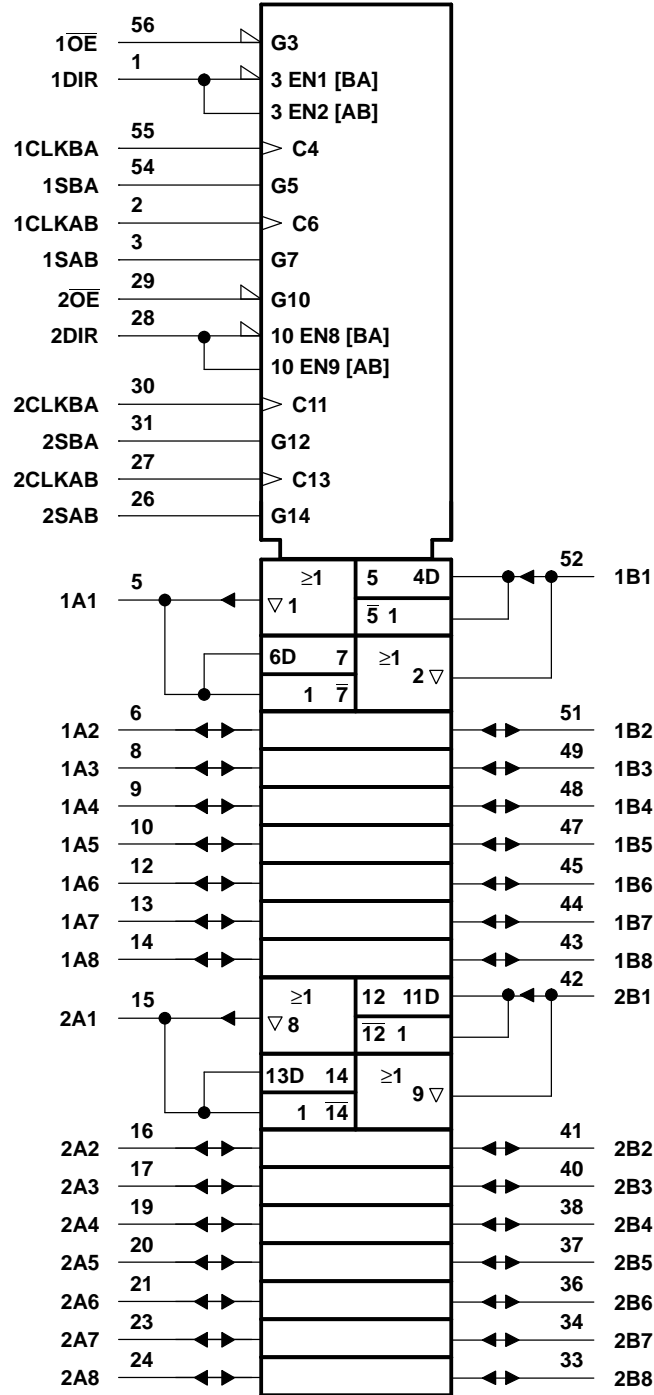 56
1OE G3
1
1DIR 3 EN1 [BA]
3 EN2 [AB]
55
1CLKBA C4
54
1SBA G5
2
1CLKAB C6
3
1SAB G7
29
2OE G10
28
2DIR 10 EN8 [BA]
10 EN9 [AB]
30
2CLKBA C11
31
2SBA G12
27
2CLKAB C13
26
2SAB G14
5 ≥1 5 4D 52
1A1 ▽ 1 5̅ 1 1B1
6D 7 ≥1
1 7̅ 2 ▽
6 51
1A2 1B2
8 49
1A3 1B3
9 48
1A4 1B4
10 47
1A5 1B5
12 45
1A6 1B6
13 44
1A7 1B7
14 43
1A8 1B8
15 ≥1 12 11D 42
2A1 ▽ 8 1̅2̅ 1 2B1
13D 14 ≥1
1 1̅4̅ 9 ▽
16 41
2A2 2B2
17 40
2A3 2B3
19 38
2A4 2B4
20 37
2A5 2B5
21 36
2A6 2B6
23 34
2A7 2B7
24 33
2A8 2B8